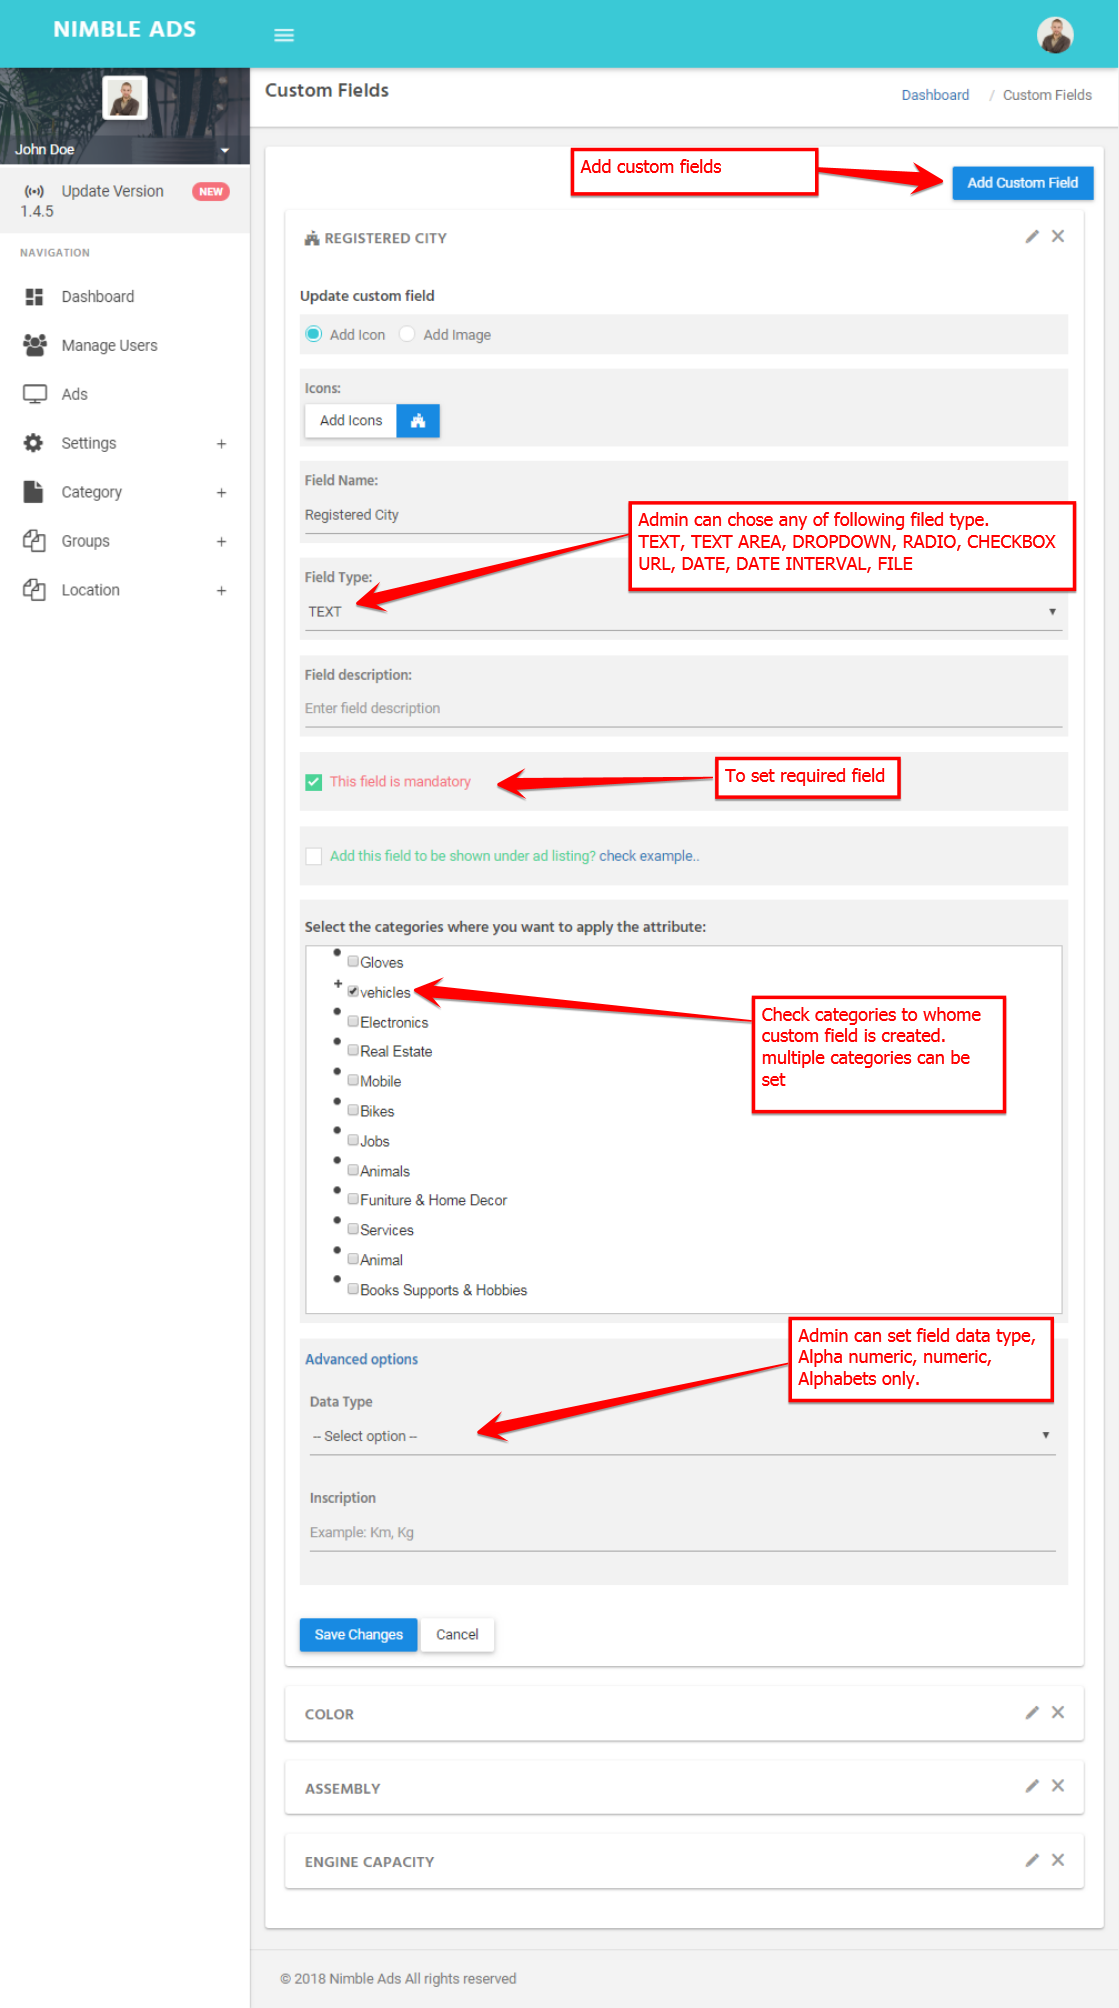 NIMBLE ADS
Custom Fields
Dashboard / Custom Fields
John Doe
Update Version NEW
1.4.5
NAVIGATION
Dashboard
Manage Users
Ads
Settings +
Category +
Groups +
Location +
Add custom fields
Add Custom Field
REGISTERED CITY
Update custom field
Add Icon Add Image
Icons:
Add Icons
Field Name:
Registered City
Admin can chose any of following filed type.
TEXT, TEXT AREA, DROPDOWN, RADIO, CHECKBOX
URL, DATE, DATE INTERVAL, FILE
Field Type:
TEXT
Field description:
Enter field description
This field is mandatory
To set required field
Add this field to be shown under ad listing? check example..
Select the categories where you want to apply the attribute:
Gloves
vehicles
Electronics
Real Estate
Mobile
Bikes
Jobs
Animals
Funiture & Home Decor
Services
Animal
Books Supports & Hobbies
Check categories to whome
custom field is created.
multiple categories can be
set
Admin can set field data type,
Alpha numeric, numeric,
Alphabets only.
Advanced options
Data Type
-- Select option --
Inscription
Example: Km, Kg
Save Changes Cancel
COLOR
ASSEMBLY
ENGINE CAPACITY
© 2018 Nimble Ads All rights reserved